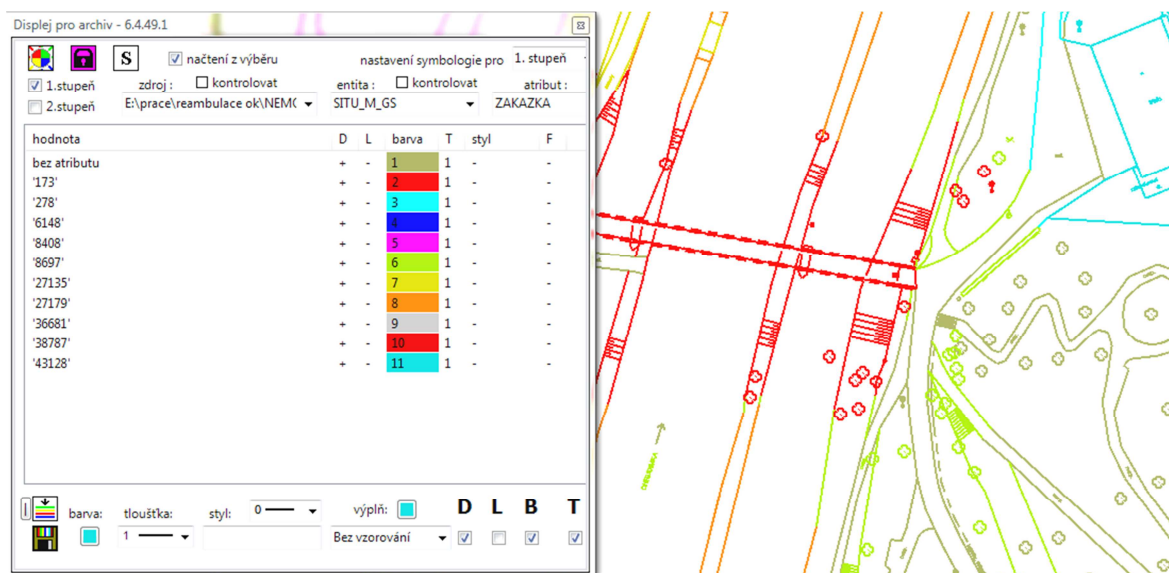 Displej pro archiv - 6.4.49.1
S načtení z výběru nastavení symbologie pro 1. stupeň
1.stupeň zdroj : kontrolovat entita : kontrolovat atribut :
2.stupeň E:\prace\reambulace ok\NEM( SITU_M_GS ZAKAZKA
hodnota D L barva T styl F
bez atributu + - 1 1 - -
'173' + - 2 1 - -
'278' + - 3 1 - -
'6148' + - 4 1 - -
'8408' + - 5 1 - -
'8697' + - 6 1 - -
'27135' + - 7 1 - -
'27179' + - 8 1 - -
'36681' + - 9 1 - -
'38787' + - 10 1 - -
'43128' + - 11 1 - -
barva: tloušťka: styl: 0 výplň: D L B T
1 Bez vzorování